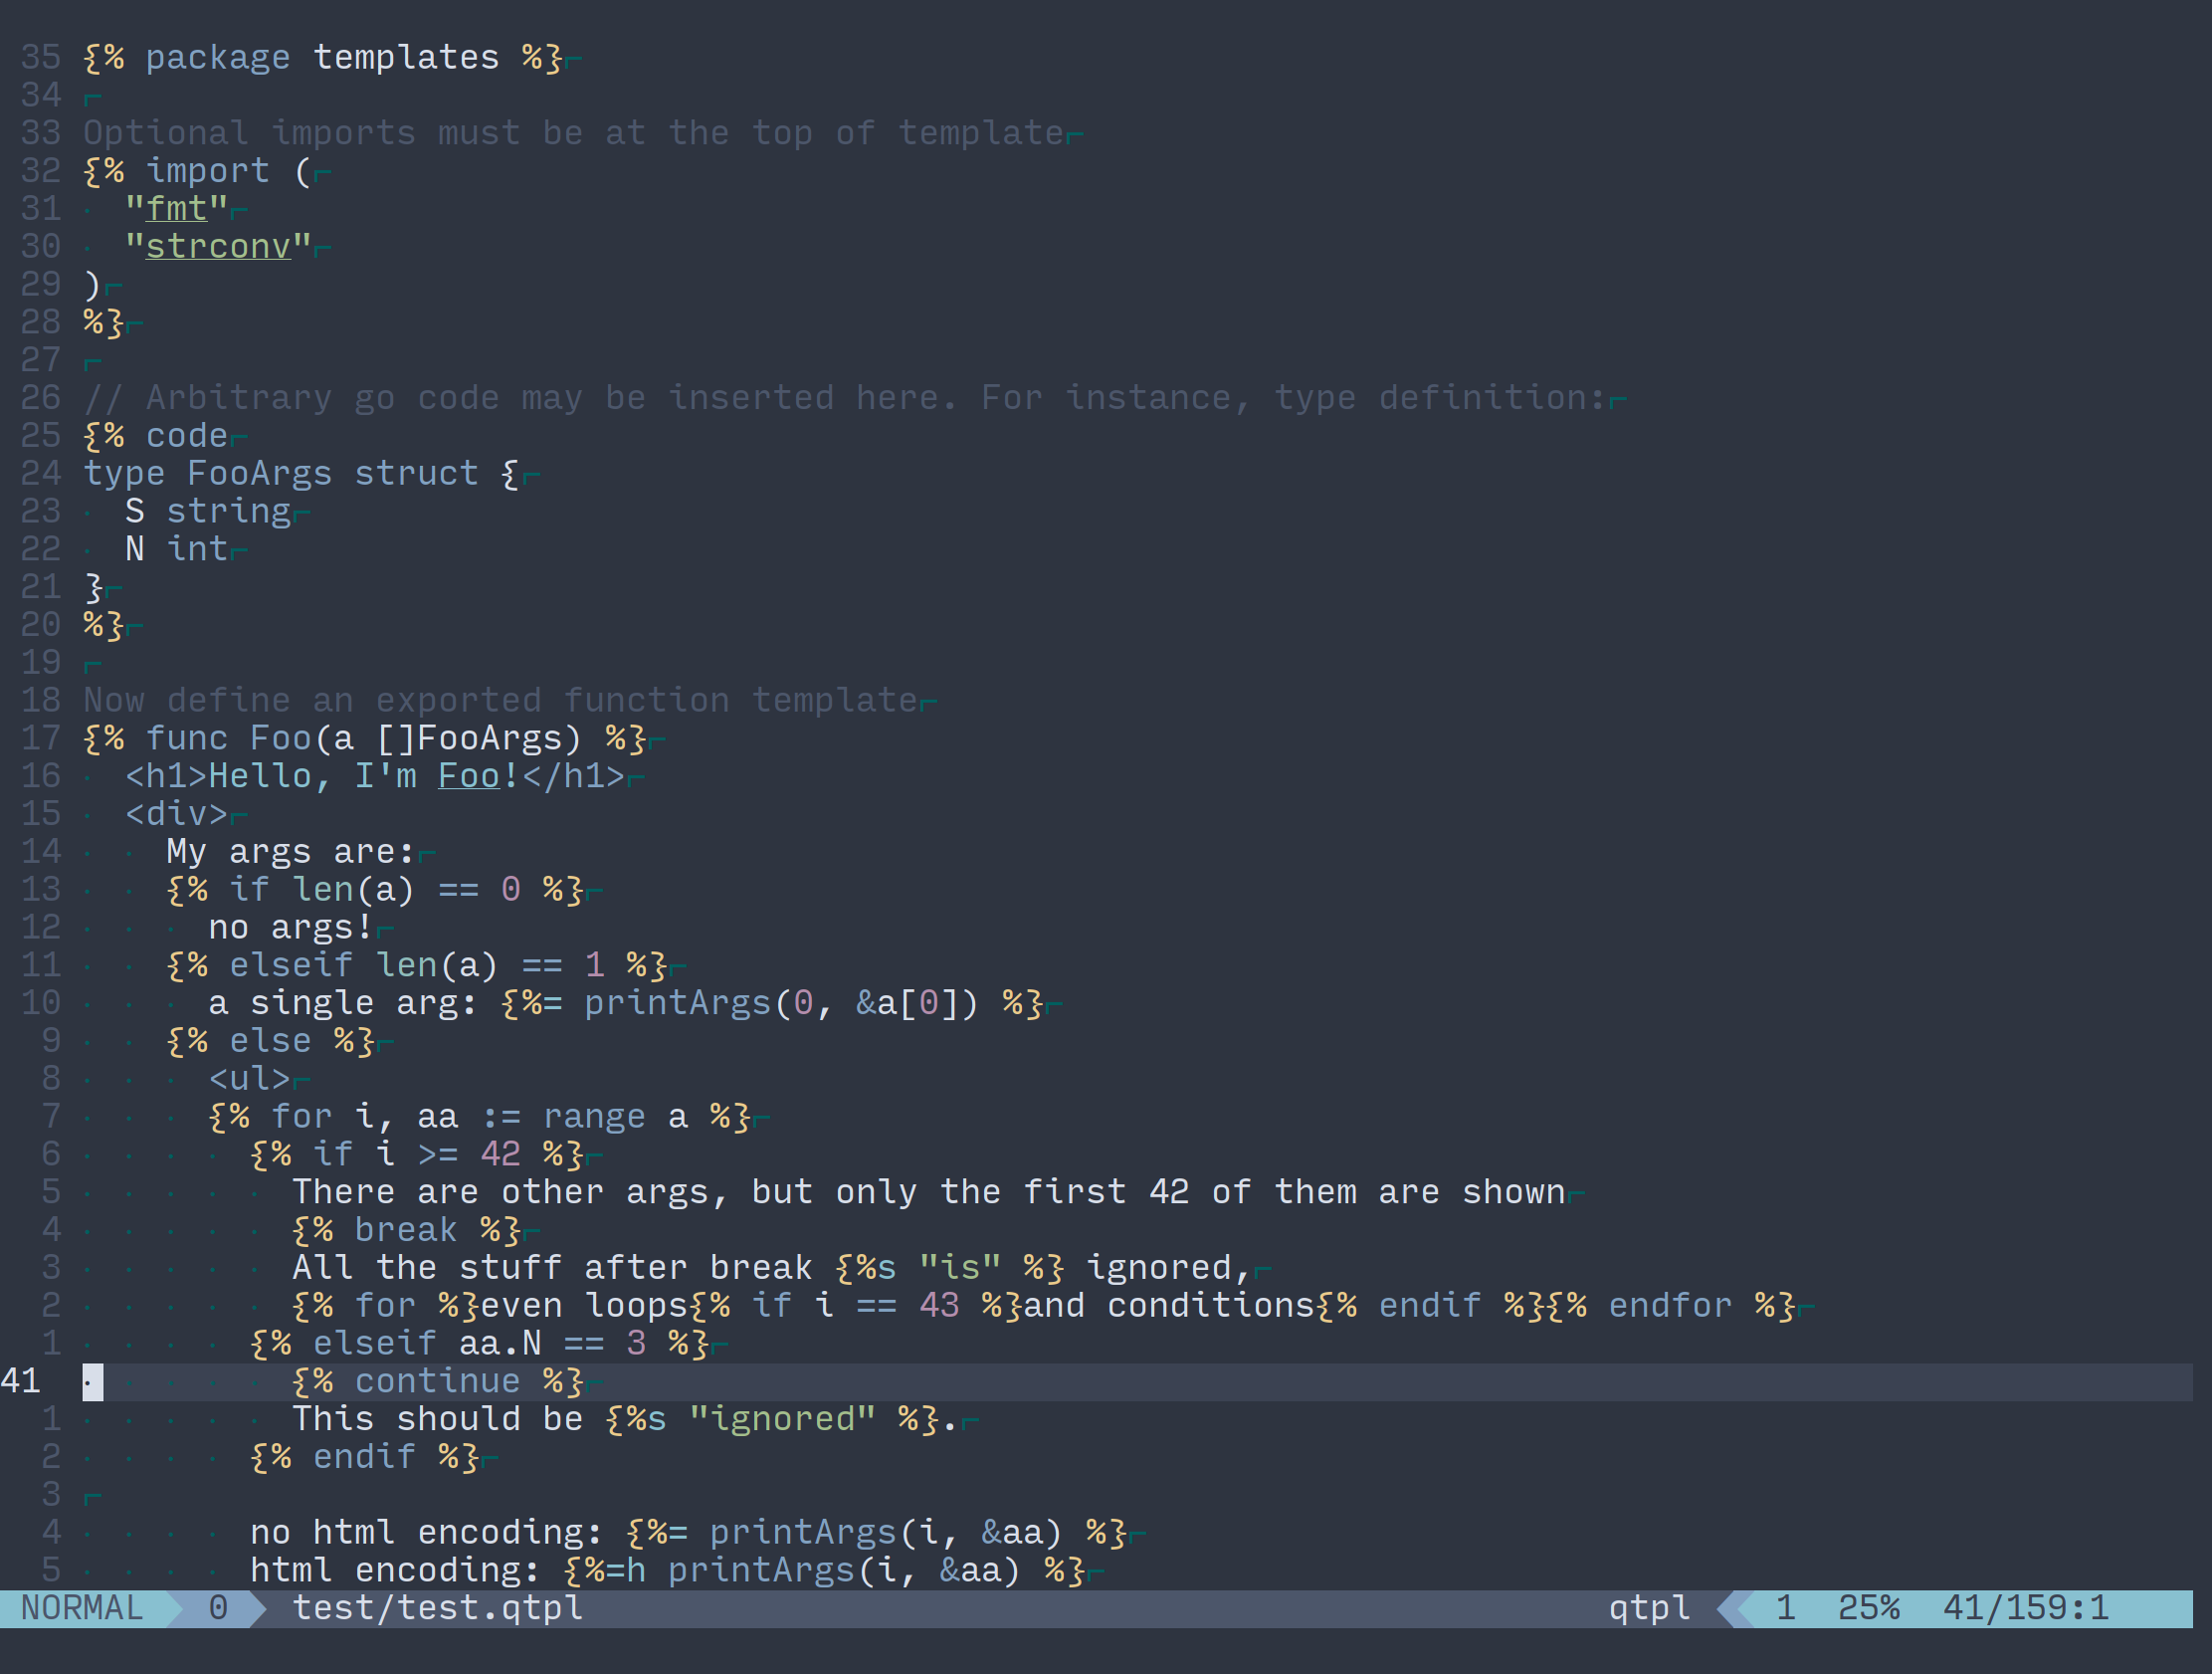 35 {% package templates %}
34
33 Optional imports must be at the top of template
32 {% import (
31   "fmt"
30   "strconv"
29 )
28 %}
27
26 // Arbitrary go code may be inserted here. For instance, type definition:
25 {% code
24 type FooArgs struct {
23   S string
22   N int
21 }
20 %}
19
18 Now define an exported function template
17 {% func Foo(a []FooArgs) %}
16   <h1>Hello, I'm Foo!</h1>
15   <div>
14     My args are:
13     {% if len(a) == 0 %}
12       no args!
11     {% elseif len(a) == 1 %}
10       a single arg: {%= printArgs(0, &a[0]) %}
 9     {% else %}
 8       <ul>
 7       {% for i, aa := range a %}
 6         {% if i >= 42 %}
 5           There are other args, but only the first 42 of them are shown
 4           {% break %}
 3           All the stuff after break {%s "is" %} ignored,
 2           {% for %}even loops{% if i == 43 %}and conditions{% endif %}{% endfor %}
 1         {% elseif aa.N == 3 %}
41           {% continue %}
 1           This should be {%s "ignored" %}.
 2         {% endif %}
 3
 4         no html encoding: {%= printArgs(i, &aa) %}
 5         html encoding: {%=h printArgs(i, &aa) %}
NORMAL 0 test/test.qtpl qtpl 1 25% 41/159:1